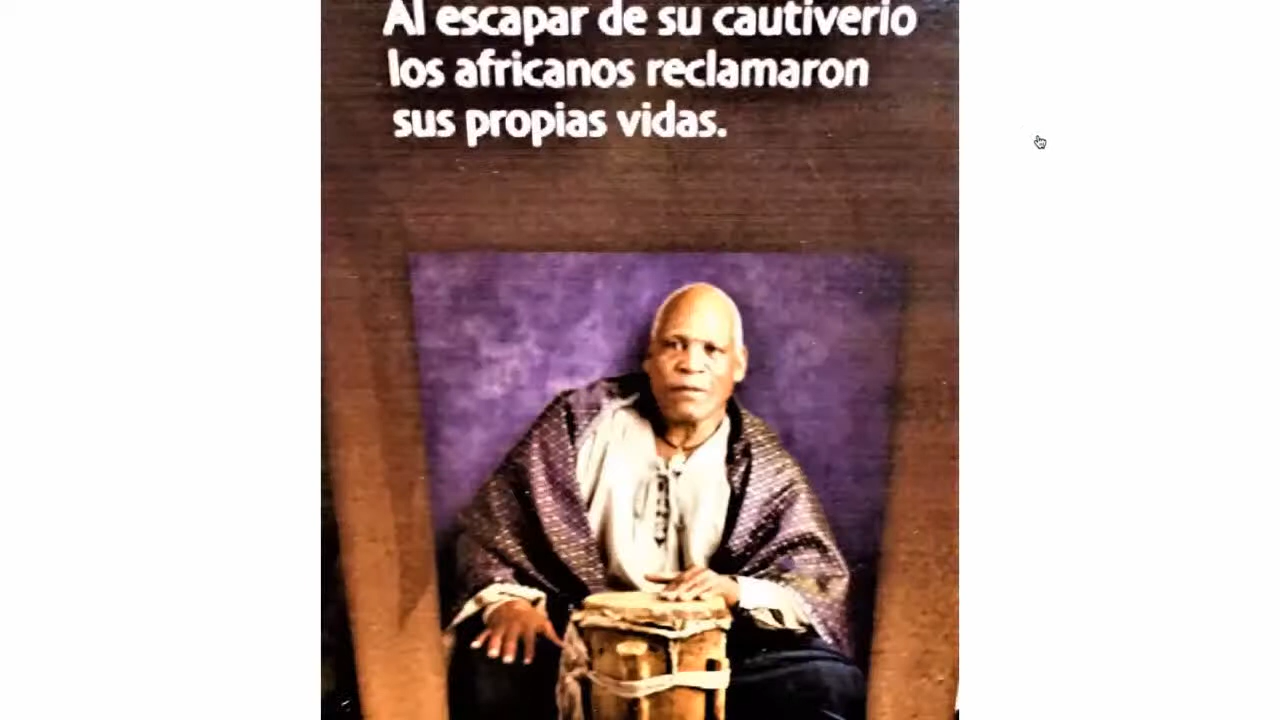 Al escapar de su cautiverio
los africanos reclamaron
sus propias vidas.